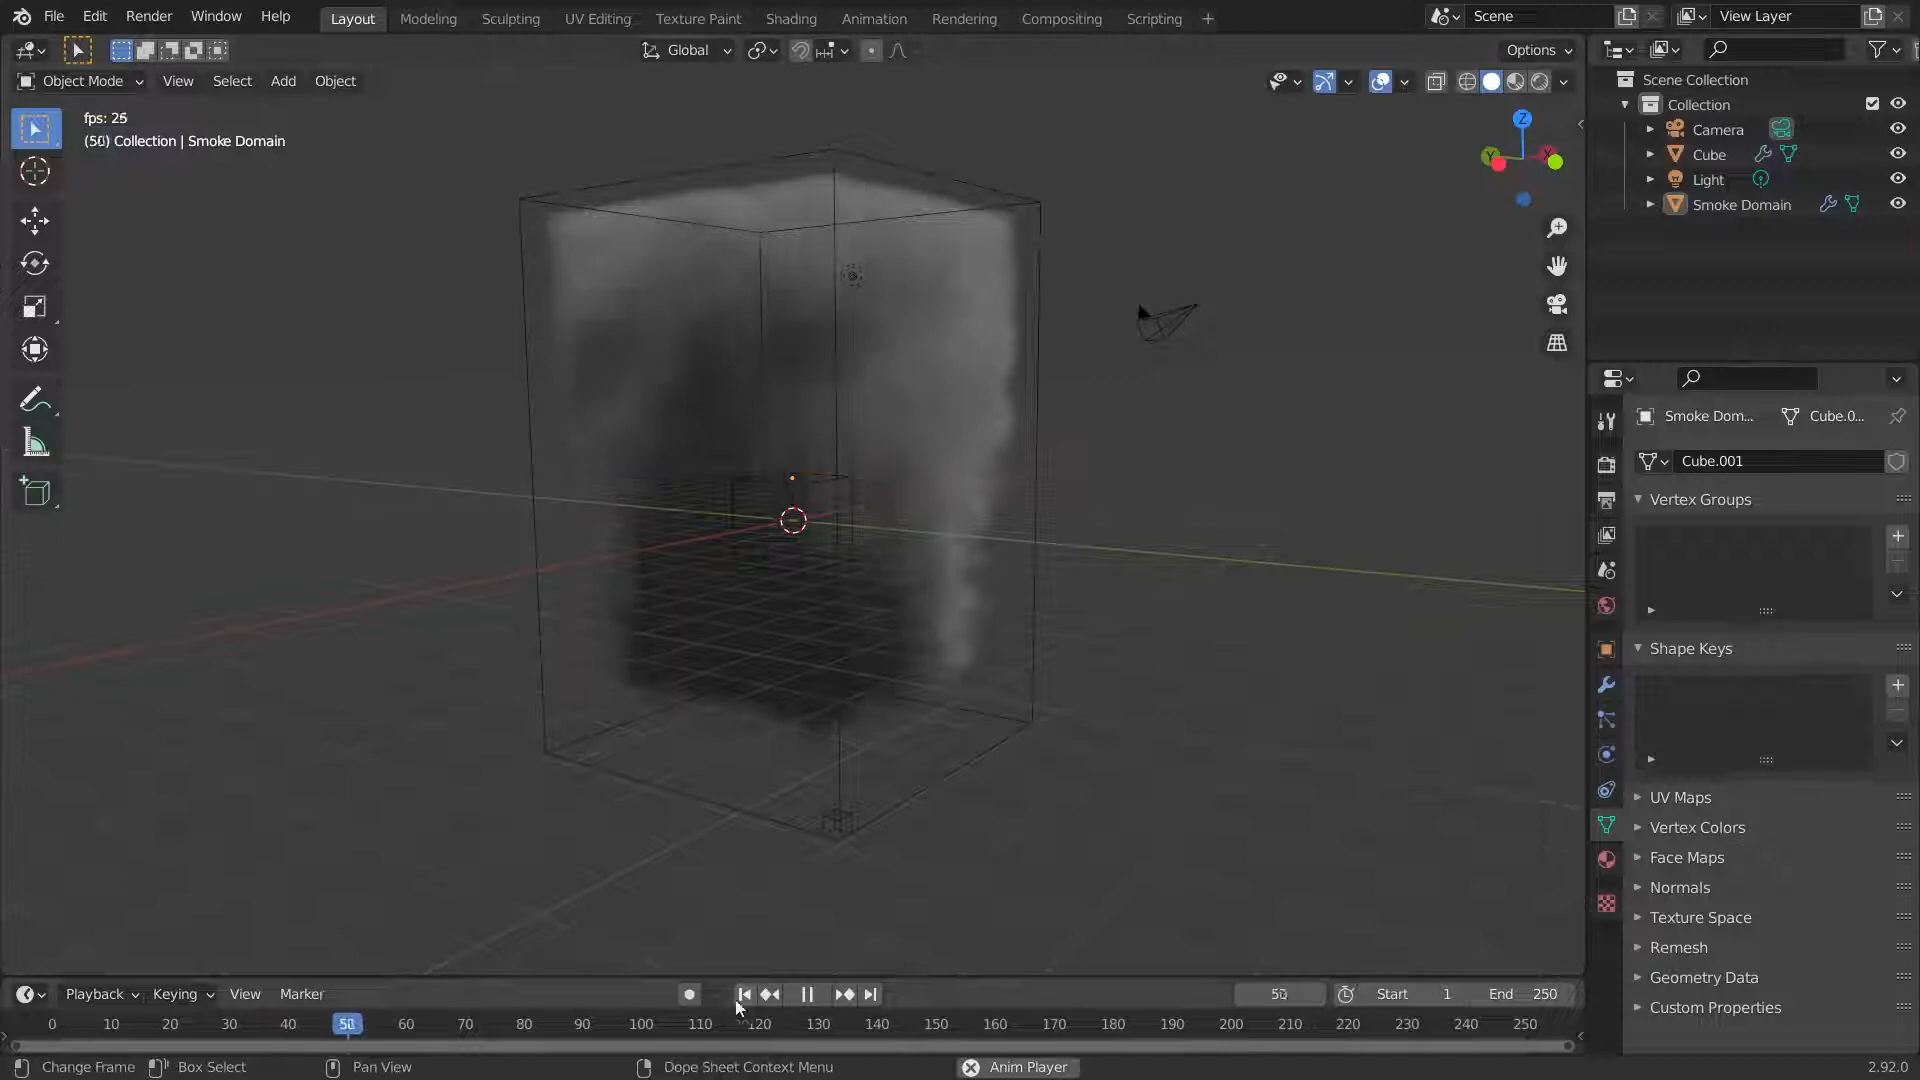 File Edit Render Window Help Layout Modeling Sculpting UV Editing Texture Paint Shading Animation Rendering Compositing Scripting + Scene View Layer
Global Options
Object Mode View Select Add Object
fps: 25
(50) Collection | Smoke Domain
Z
Y
X
Scene Collection
Collection
Camera
Cube
Light
Smoke Domain
Smoke Dom... Cube.0...
Cube.001
Vertex Groups
Shape Keys
UV Maps
Vertex Colors
Face Maps
Normals
Texture Space
Remesh
Geometry Data
Custom Properties
Playback Keying View Marker 50 Start 1 End 250
0 10 20 30 40 50 60 70 80 90 100 110 120 130 140 150 160 170 180 190 200 210 220 230 240 250
Change Frame Box Select Pan View Dope Sheet Context Menu Anim Player 2.92.0